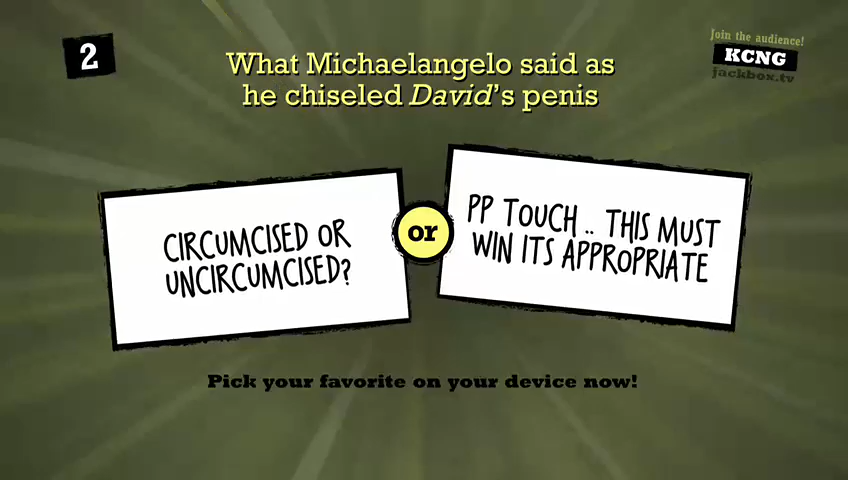 2
What Michaelangelo said as
he chiseled David's penis
Join the audience!
KCNG
jackbox.tv
CIRCUMCISED OR
UNCIRCUMCISED?
or
PP TOUCH .. THIS MUST
WIN ITS APPROPRIATE
Pick your favorite on your device now!